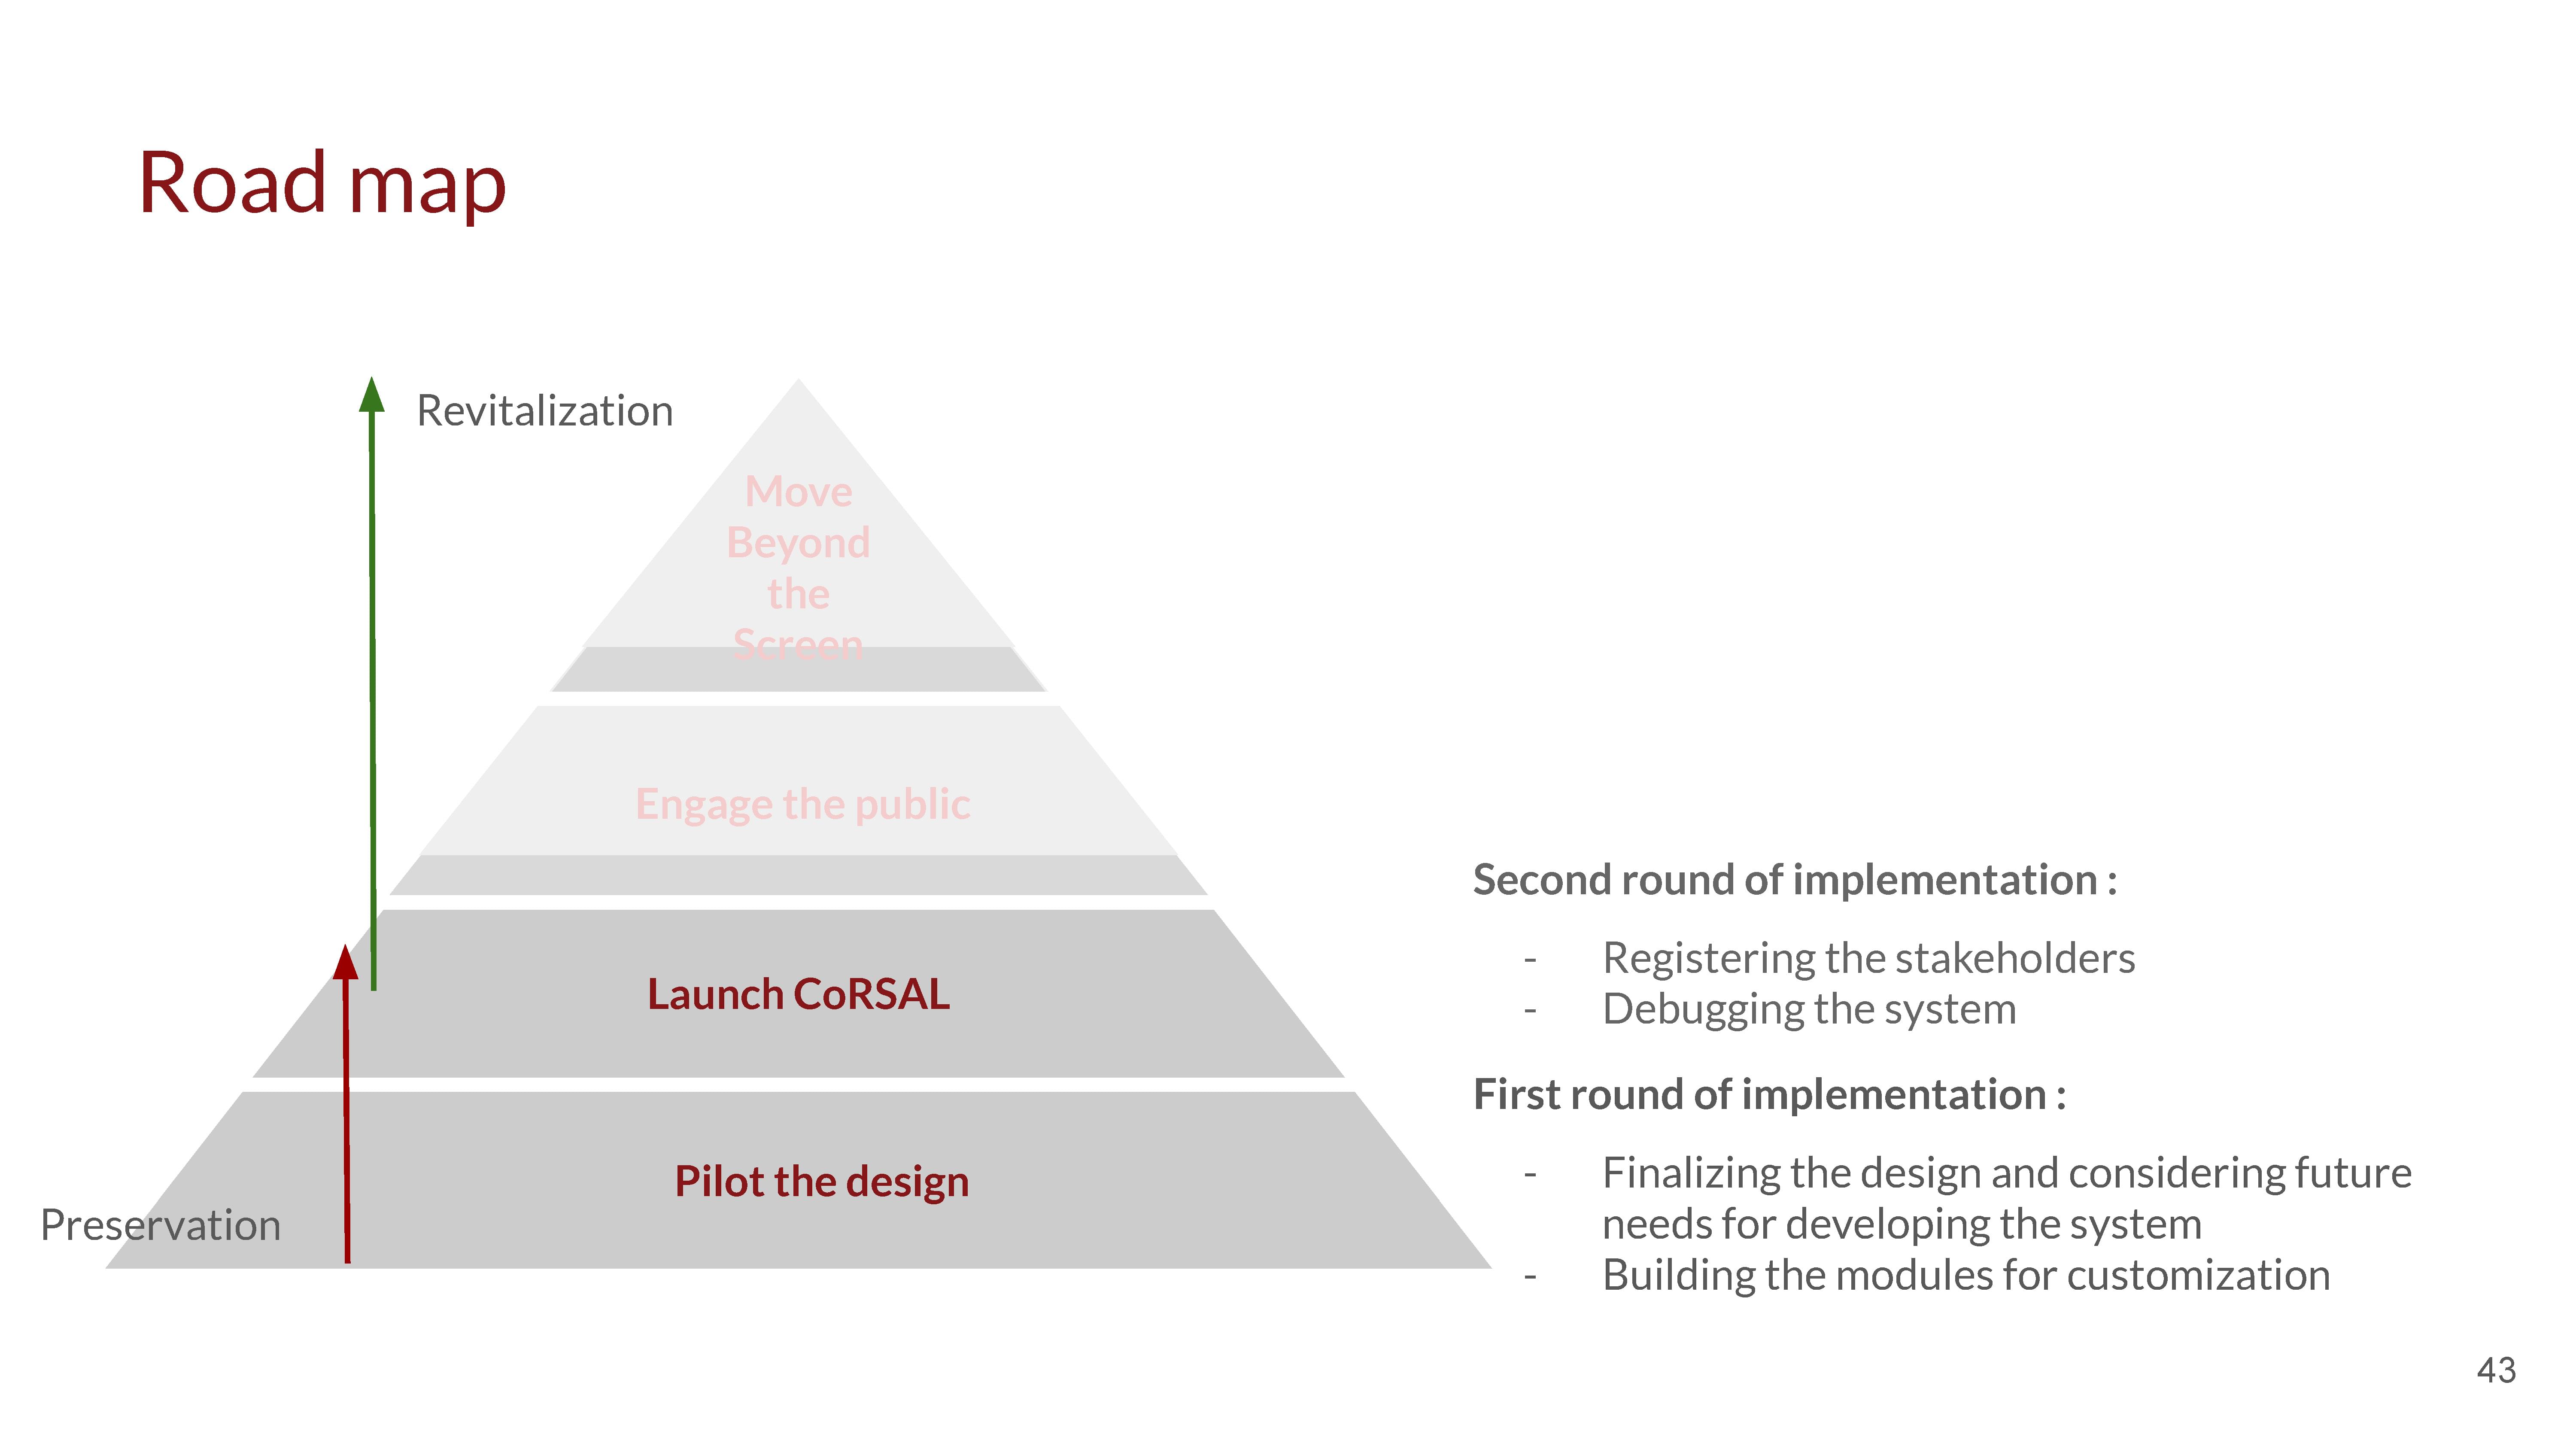 Road map
Revitalization
Move
Beyond
the
Screen
Engage the public
Launch CoRSAL
Pilot the design
Preservation
Second round of implementation :
- Registering the stakeholders
- Debugging the system
First round of implementation :
- Finalizing the design and considering future
needs for developing the system
- Building the modules for customization
43